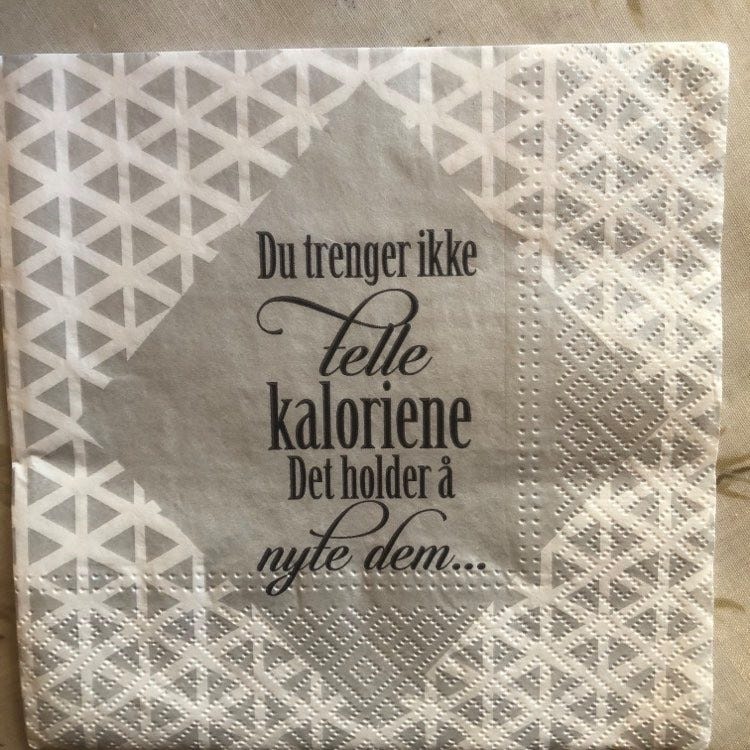 Du trenger ikke
telle
kaloriene
Det holder å
nyte dem...